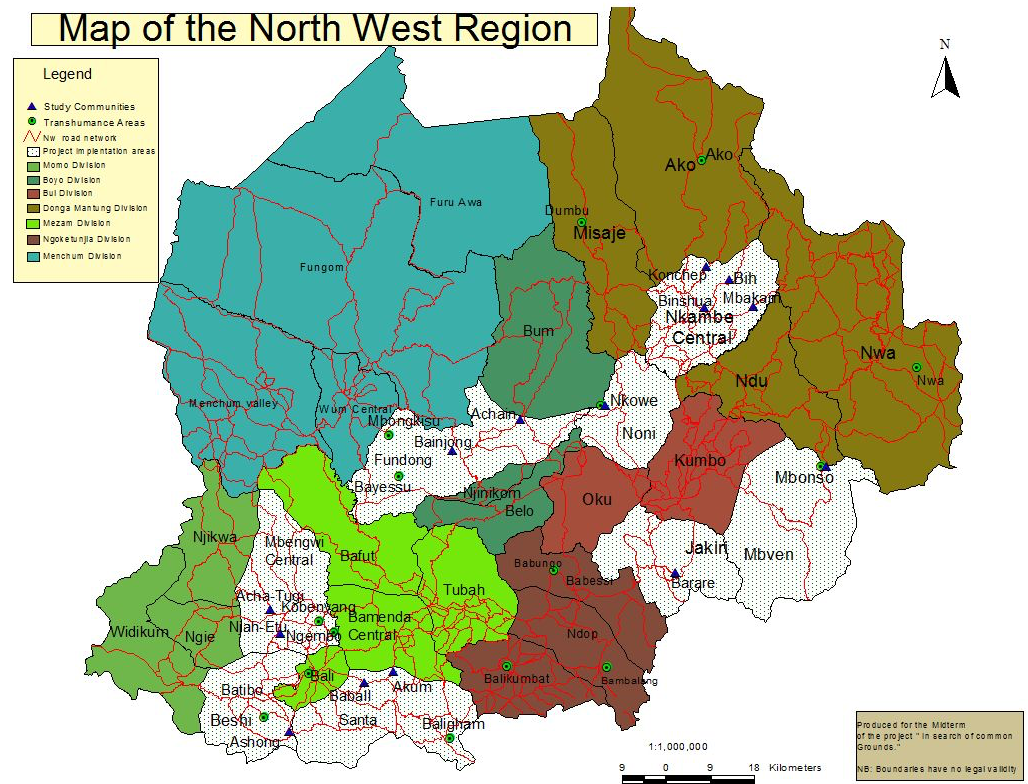 Map of the North West Region
N
Legend
Study Communities
Transhumance Areas
Nw road network
Project Implentation areas
Momo Division
Boyo Division
Bui Division
Donga Mantung Division
Mezam Division
Ngoketunjia Division
Menchum Division
Ako
Ako
Furu Awa
Dumbu
Misaje
Fungom
Konchep
Bih
Binshua
Mbakam
Nkambe
Central
Bum
Nwa
Nwa
Ndu
Menchum valley
Wum Central
Nkowe
Achain
Mbongkisu
Bainjong
Noni
Fundong
Kumbo
Mbonso
Bayessu
Njinikom
Oku
Belo
Njikwa
Mbengwi
Central
Bafut
Jakiri
Mbven
Babungo
Babessi
Barare
Tubah
Acha-Tugi
Kobenyang
Bamenda
Central
Widikum
Ngie
Njah-Etu
Ngembo
Ndop
Bali
Balikumbat
Bambalang
Batibo
Baball
Akum
Beshi
Santa
Baligham
Ashong
Produced for the Midterm
of the project " In search of common
Grounds."
NB: Boundaries have no legal validity
1:1,000,000
9 0 9 18 Kilometers